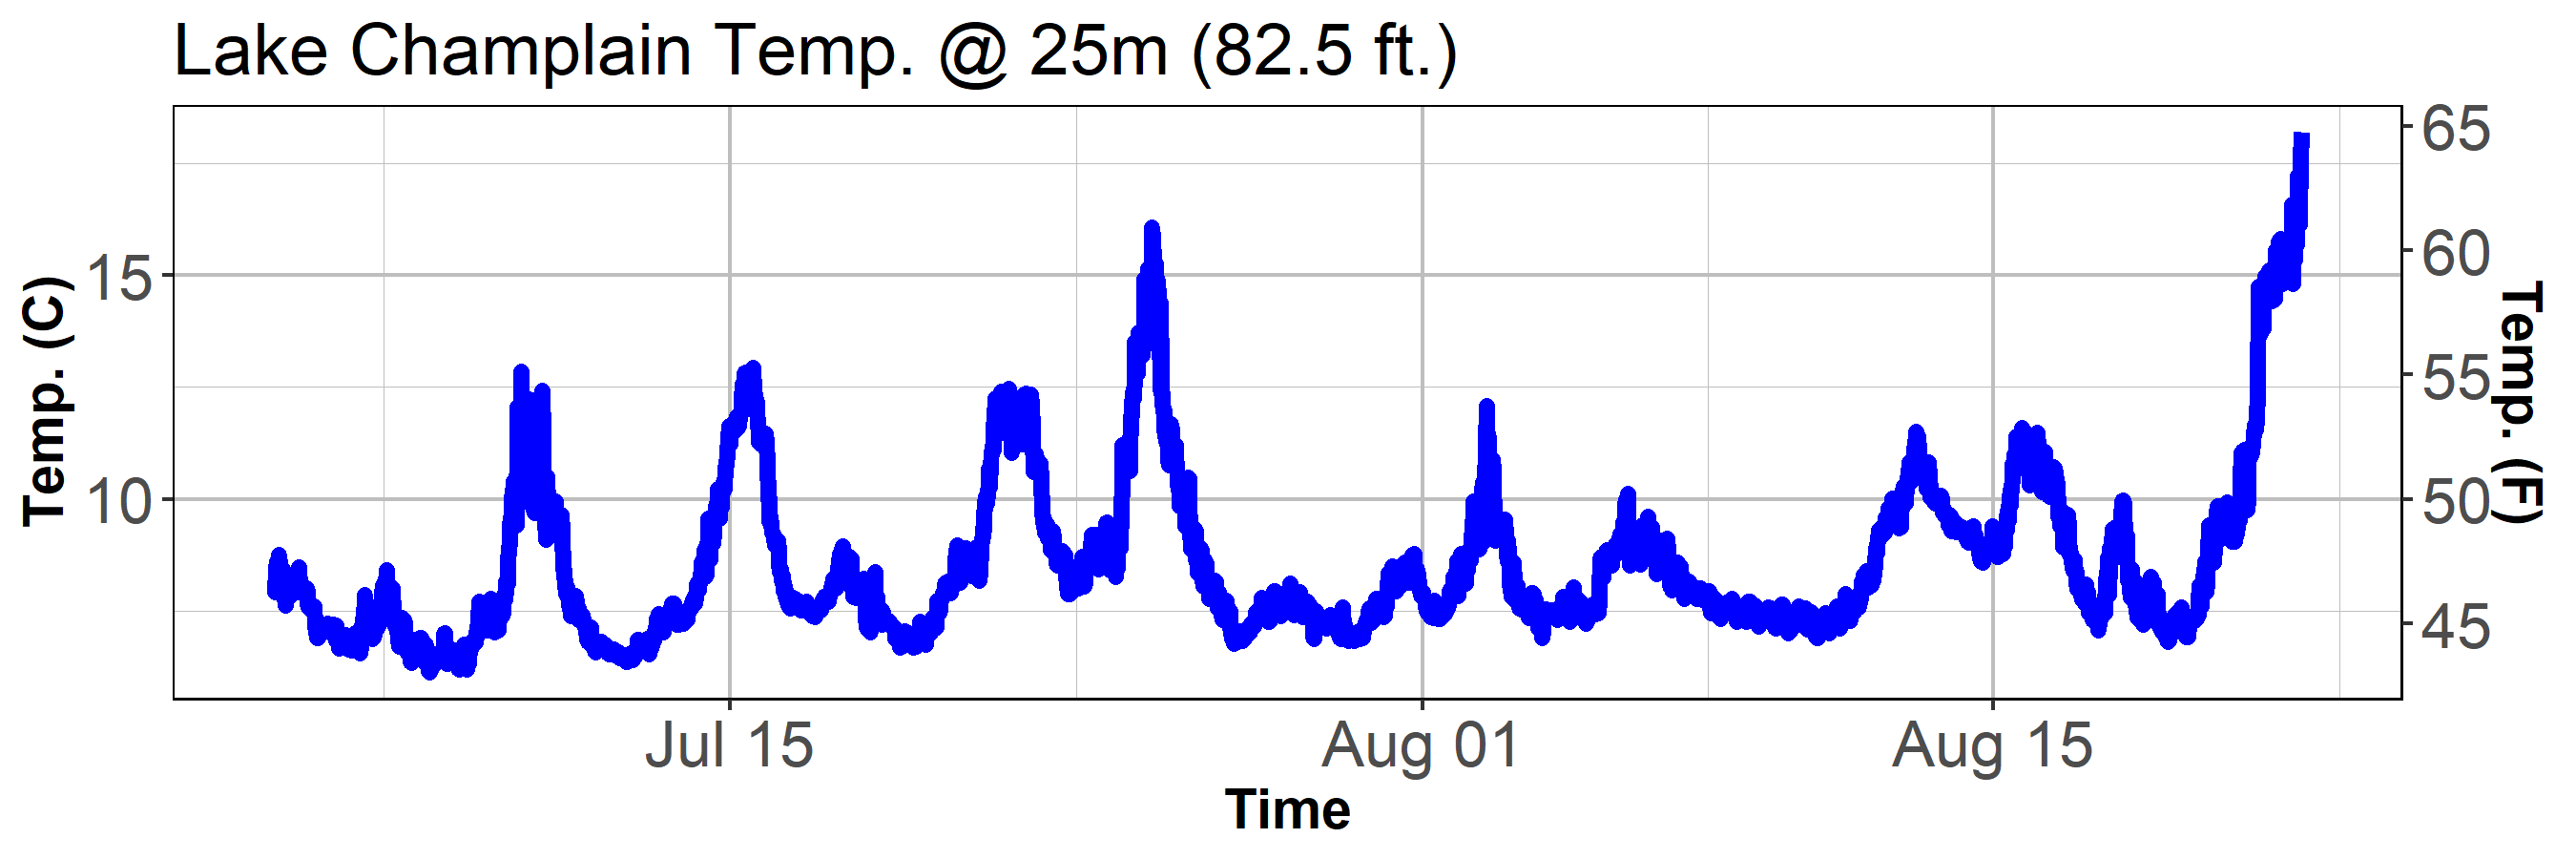 Lake Champlain Temp. @ 25m (82.5 ft.)
Temp. (C)
15
10
65
60
55
50
45
Temp. (F)
Jul 15
Aug 01
Aug 15
Time